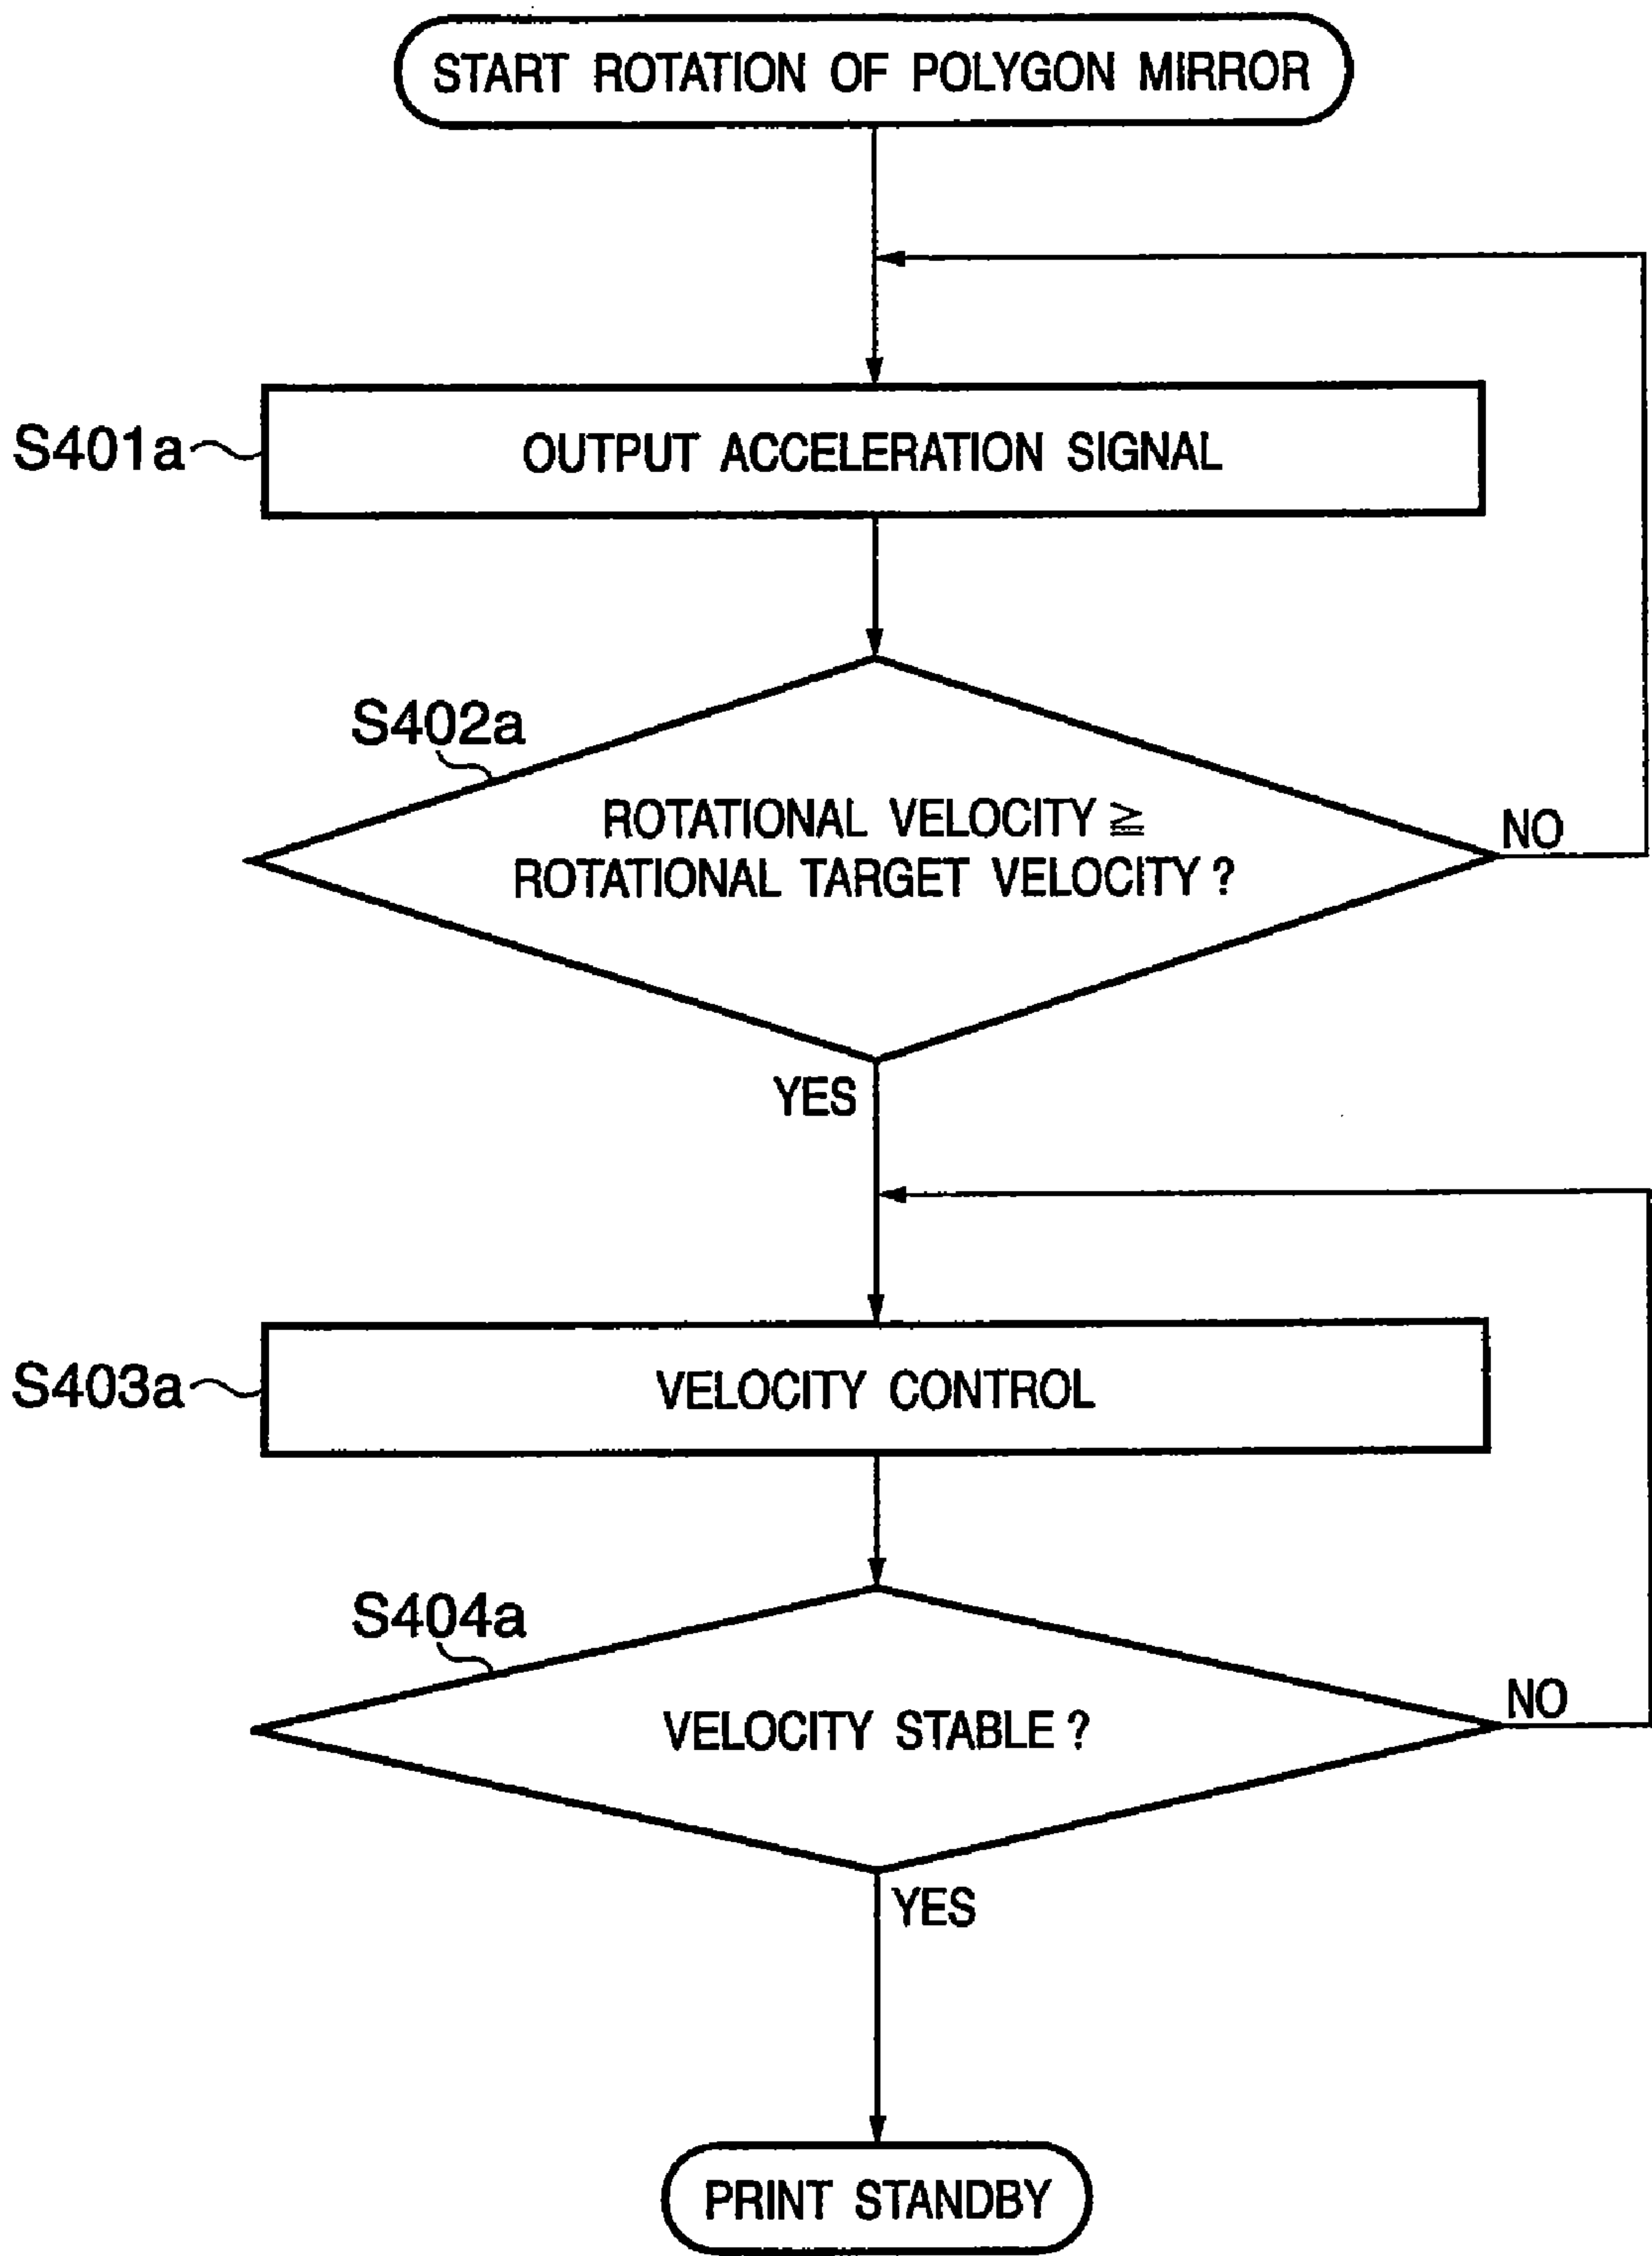 START ROTATION OF POLYGON MIRROR
S401a
OUTPUT ACCELERATION SIGNAL
S402a
ROTATIONAL VELOCITY ≧
ROTATIONAL TARGET VELOCITY ?
NO
YES
S403a
VELOCITY CONTROL
S404a
VELOCITY STABLE ?
NO
YES
PRINT STANDBY